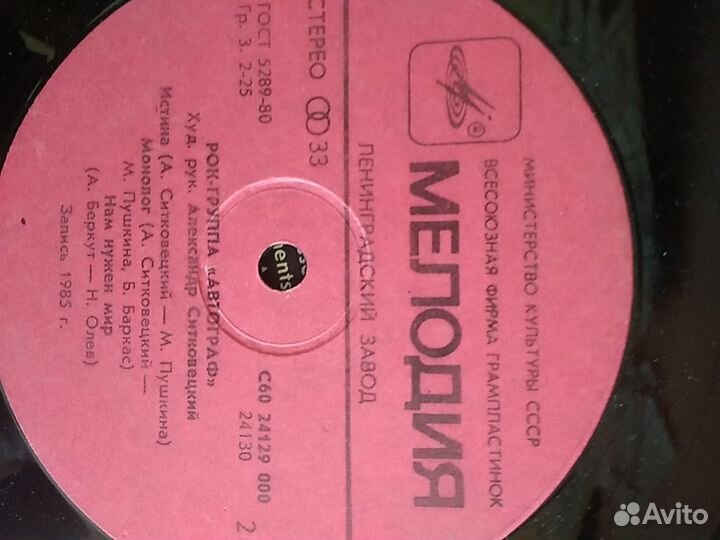 МИНИСТЕРСТВО КУЛЬТУРЫ СССР
ВСЕСОЮЗНАЯ ФИРМА ГРАМПЛАСТИНОК
МЕЛОДИЯ
ЛЕНИНГРАДСКИЙ ЗАВОД
СТЕРЕО 33
ГОСТ 5289-80
Гр. 3. 2-25
С60 24129 000
24130
2
РОК-ГРУППА «АВТОГРАФ»
Худ. рук. Александр Ситковецкий
Истина (А. Ситковецкий — М. Пушкина)
Монолог (А. Ситковецкий —
М. Пушкина, Б. Баркас)
Нам нужен мир
(А. Беркут — Н. Олев)
Запись 1985 г.
ments
Avito